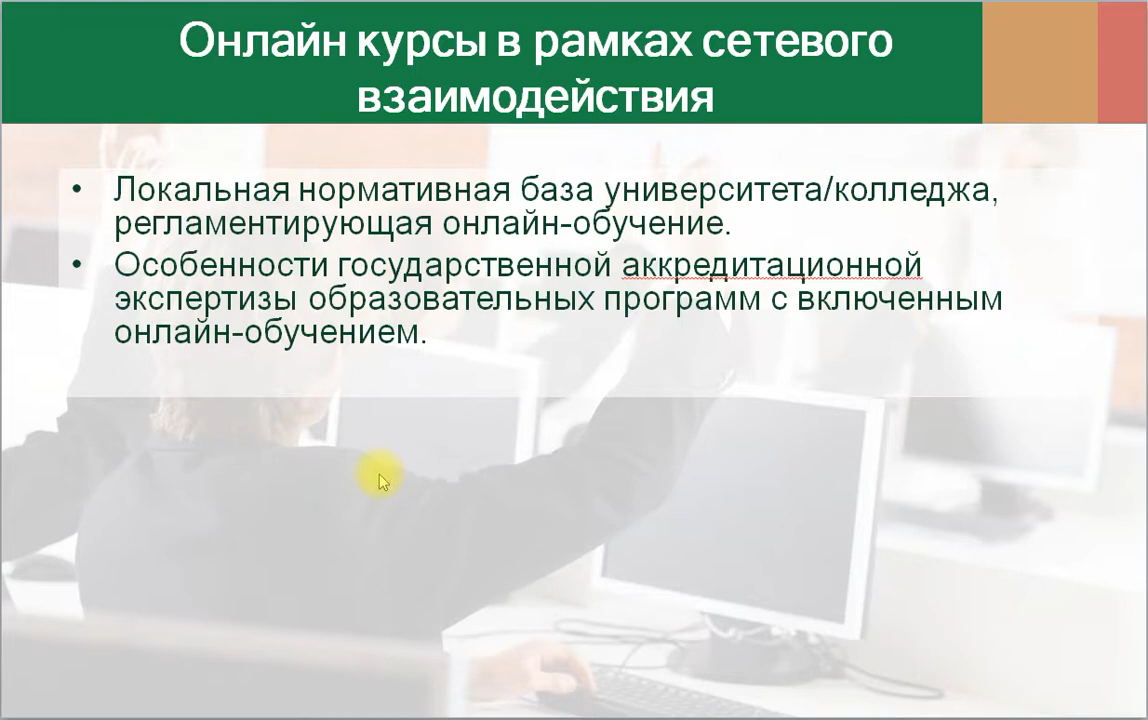 Онлайн курсы в рамках сетевого
взаимодействия
• Локальная нормативная база университета/колледжа,
регламентирующая онлайн-обучение.
• Особенности государственной аккредитационной
экспертизы образовательных программ с включенным
онлайн-обучением.